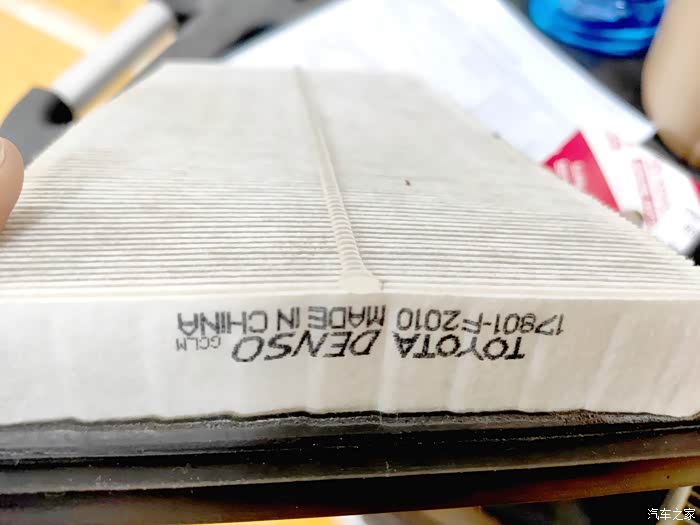 TOYOTA DENSO GCLM
17801-F2010 MADE IN CHINA
汽车之家